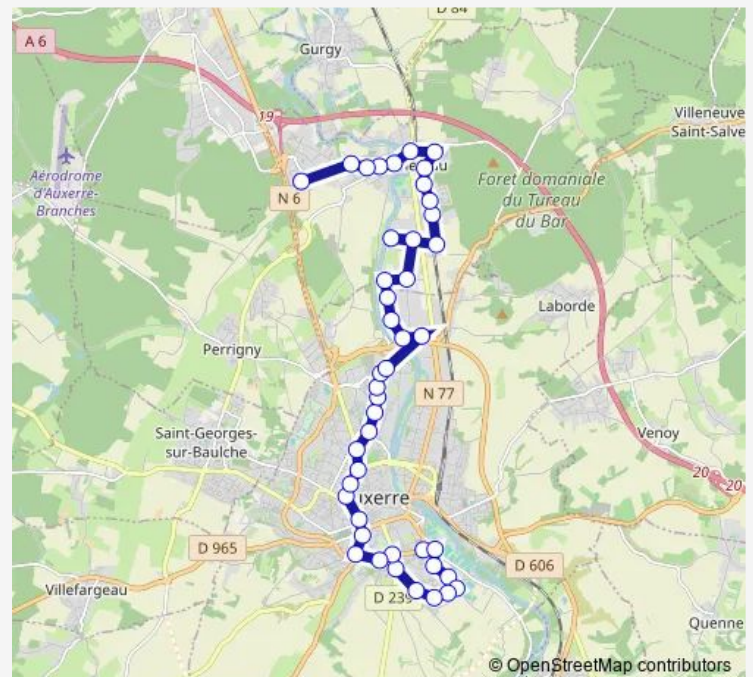 D 84
A 6
Gurgy
19
Villeneuve
Saint-Salve
Aérodrome
d'Auxerre-
Branches
N 6
Foret domaniale
du Tureau
du Bar
Laborde
Perrigny
N 77
Saint-Georges-
sur-Baulche
Venoy
20
20
uxerre
D 965
D 606
Villefargeau
D 239
Quenne
© OpenStreetMap contributors